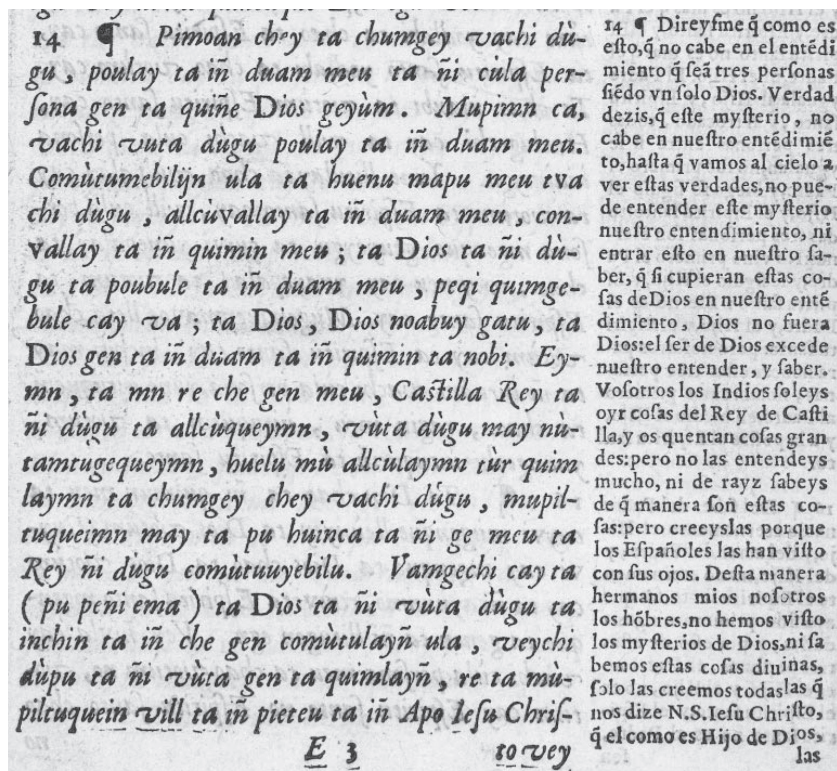 14 ¶ Pimoan chey ta chumgey vachi dù-
gu, poulay ta iñ duam meu ta ñi cùla per-
ſona gen ta quiñe Dios geyùm. Mupimn ca,
vachi vuta dùgu poulay ta iñ duam meu.
Comùtumebilijn ula ta huenu mapu meu tva
chi dùgu, allcùvallay ta iñ duam meu, con-
vallay ta iñ quimin meu; ta Dios ta ñi dù-
gu ta poubule ta iñ duam meu, peqi quimge-
bule cay va; ta Dios, Dios noabuy gatu, ta
Dios gen ta iñ duam ta iñ quimin ta nobi. Ey-
mn, ta mn re che gen meu, Caſtilla Rey ta
ñi dùgu ta allcùqueymn, vùta dùgu may nù-
tamtugequeymn, huelu mù allcùlaymn tùr quim
laymn ta chumgey chey vachi dùgu, mupil-
tuqueimn may ta pu huinca ta ñi ge meu ta
Rey ñi dùgu comùtuuyebilu. Vamgechi cay ta
(pu peñi ema) ta Dios ta ñi vùta dùgu ta
inchin ta iñ che gen comùtulayñ ula, veychi
dùpu ta ñi vùta gen ta quimlayñ, re ta mù-
piltuquein vill ta iñ pieteu ta iñ Apo Ieſu Chriſ-
E 3 to vey
14 ¶ Direyſme q̃ como es
eſto,q̃ no cabe en el entẽdi
miento q̃ ſeã tres perſonas
ſiẽdo vn ſolo Dios. Verdad
dezis,q̃ eſte myſterio, no
cabe en nueſtro entẽdimiẽ
to,haſta q̃ vamos al cielo a
ver eſtas verdades,no pue-
de entender eſte myſterio
nueſtro entendimiento, ni
entrar eſto en nueſtro ſa-
ber, q̃ ſi cupieran eſtas co-
ſas deDios en nueſtro entẽ
dimiento, Dios no fuera
Dios:el ſer de Dios excede
nueſtro entender, y ſaber.
Voſotros los Indios ſoleys
oyr coſas del Rey de Caſti
lla,y os quentan coſas gran
des:pero no las entendeys
mucho, ni de rayz ſabeys
de q̃ manera ſon eſtas co-
ſas:pero creeyslas porque
los Eſpañoles las han viſto
con ſus ojos. Deſta manera
hermanos mios noſotros
los hõbres,no hemos viſto
los myſterios de Dios,ni ſa
bemos eſtas coſas diuinas,
ſolo las creemos todas las q̃
nos dize N.S.Ieſu Chriſto,
q̃ el como es Hijo de Dios,
las